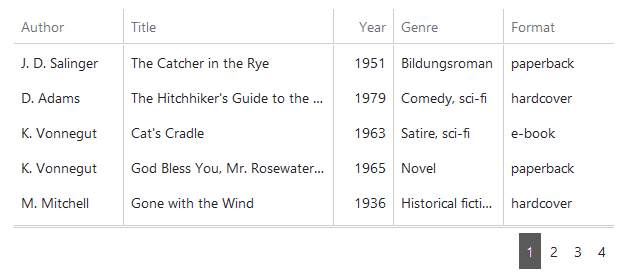 Author Title Year Genre Format
J. D. Salinger The Catcher in the Rye 1951 Bildungsroman paperback
D. Adams The Hitchhiker's Guide to the ... 1979 Comedy, sci-fi hardcover
K. Vonnegut Cat's Cradle 1963 Satire, sci-fi e-book
K. Vonnegut God Bless You, Mr. Rosewater... 1965 Novel paperback
M. Mitchell Gone with the Wind 1936 Historical ficti... hardcover
1 2 3 4